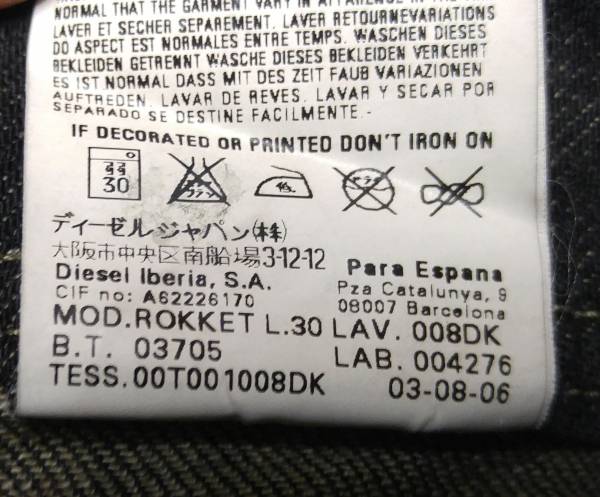 NORMAL THAT THE GARMENT VARY IN
LAVER ET SECHER SEPAREMENT. LAVER RETOURNEVARIATIONS
DO ASPECT EST NORMALES ENTRE TEMPS. WASCHEN DIESES
BEKLEIDEN GETRENNT WASCHE DIESES BEKLEIDEN VERKEHRT
ES IST NORMAL DASS MIT DES ZEIT FAUB VARIAZIONEN
AUFTREDEN. LAVAR DE REVES. LAVAR Y SECAR POR
SEPARADO SE DESTINE FACILMENTE.-
IF DECORATED OR PRINTED DON'T IRON ON
30
ディーゼルジャパン(株)
大阪市中央区南船場3-12-12
Diesel Iberia, S.A.
CIF no: A62226170
Para Espana
Pza Catalunya, 9
08007 Barcelona
MOD.ROKKET L.30 LAV. 008DK
B.T. 03705 LAB. 004276
TESS.00T001008DK 03-08-06